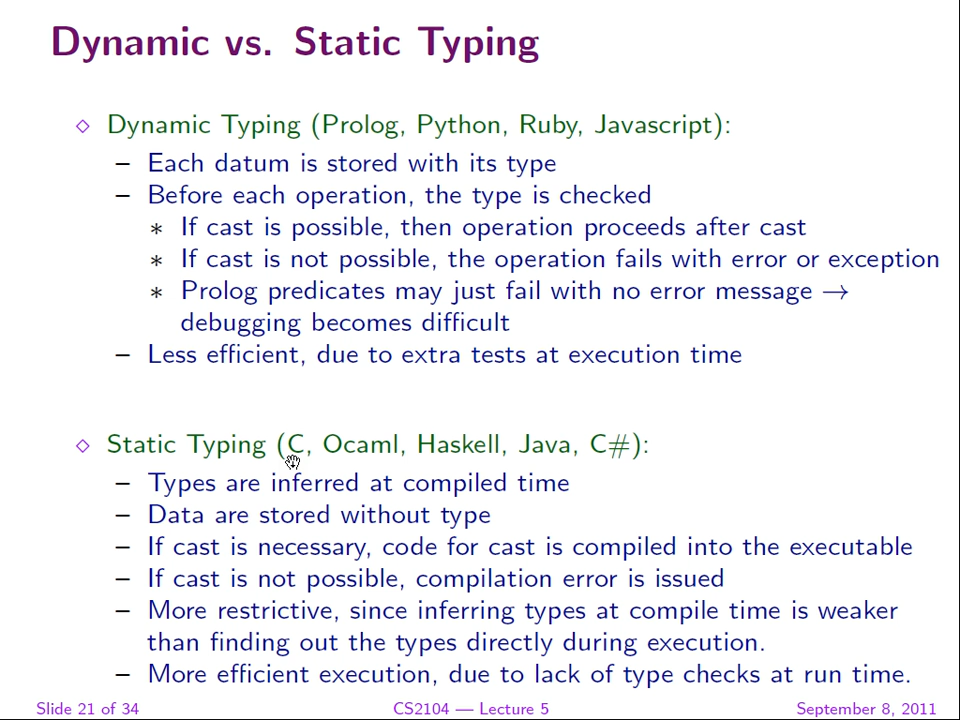 Dynamic vs. Static Typing
◇ Dynamic Typing (Prolog, Python, Ruby, Javascript):
– Each datum is stored with its type
– Before each operation, the type is checked
∗ If cast is possible, then operation proceeds after cast
∗ If cast is not possible, the operation fails with error or exception
∗ Prolog predicates may just fail with no error message →
debugging becomes difficult
– Less efficient, due to extra tests at execution time
◇ Static Typing (C, Ocaml, Haskell, Java, C#):
– Types are inferred at compiled time
– Data are stored without type
– If cast is necessary, code for cast is compiled into the executable
– If cast is not possible, compilation error is issued
– More restrictive, since inferring types at compile time is weaker
than finding out the types directly during execution.
– More efficient execution, due to lack of type checks at run time.
Slide 21 of 34 CS2104 — Lecture 5 September 8, 2011